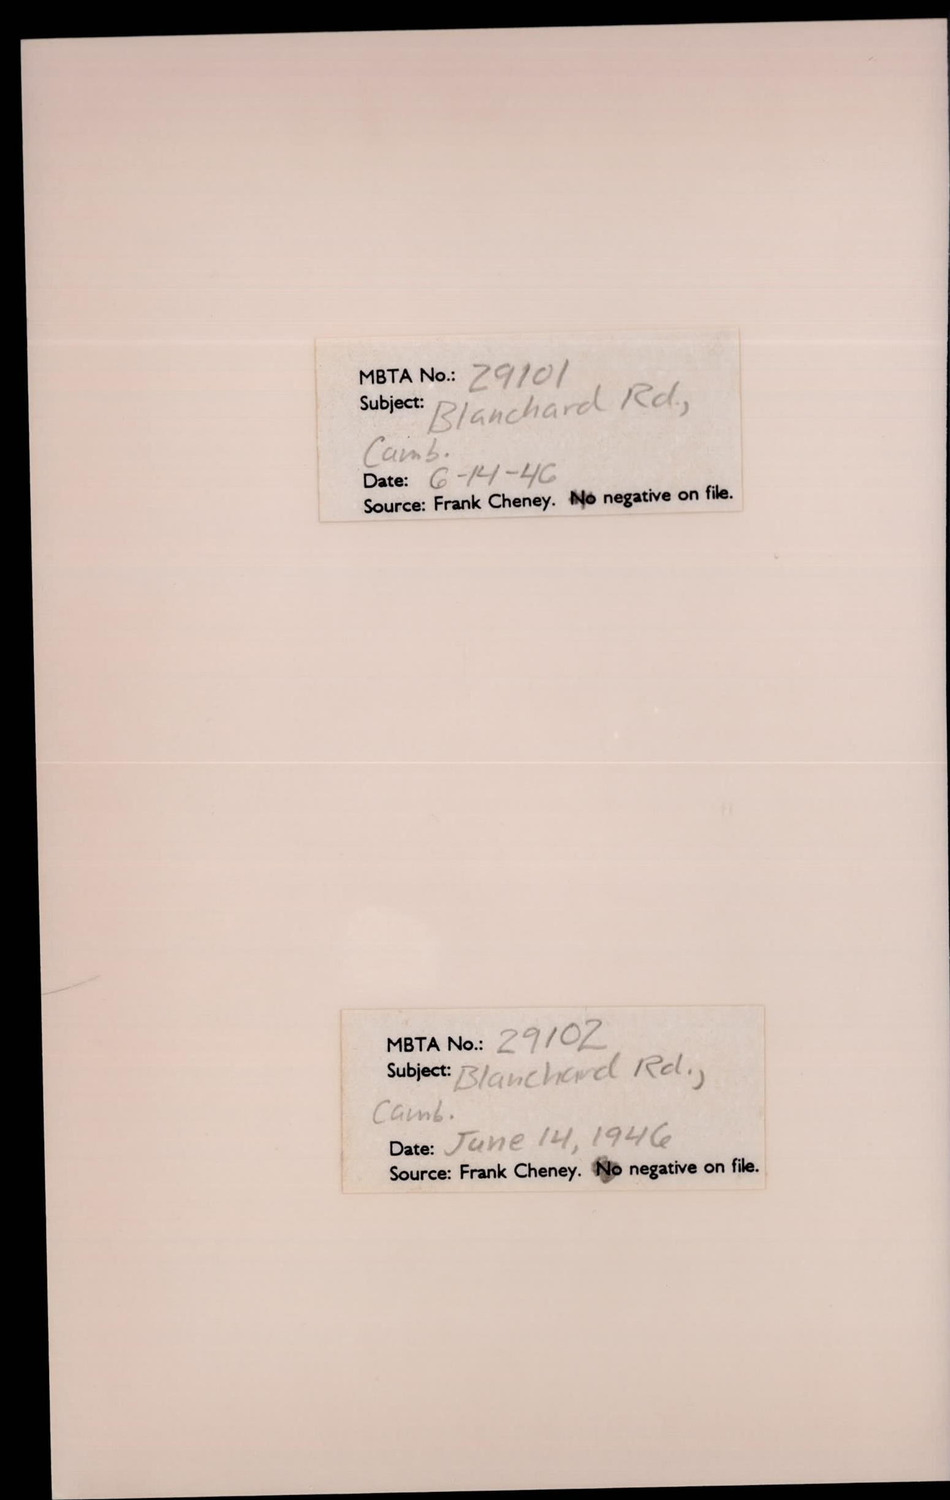 MBTA No.: 29101
Subject: Blanchard Rd.,
Camb.
Date: 6-14-46
Source: Frank Cheney. No negative on file.
MBTA No.: 29102
Subject: Blanchard Rd.,
Camb.
Date: June 14, 1946
Source: Frank Cheney. No negative on file.